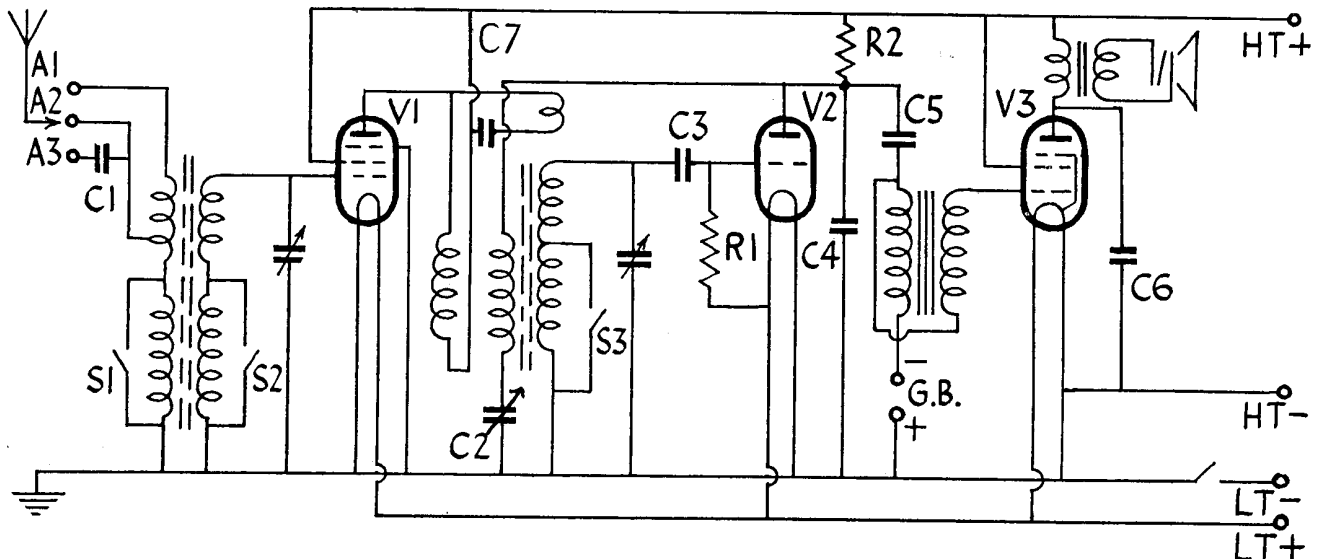 A1
A2
A3
C1
S1
S2
V1
C7
C2
S3
C3
R1
V2
C4
R2
C5
G.B.
−
+
V3
C6
HT+
HT−
LT−
LT+